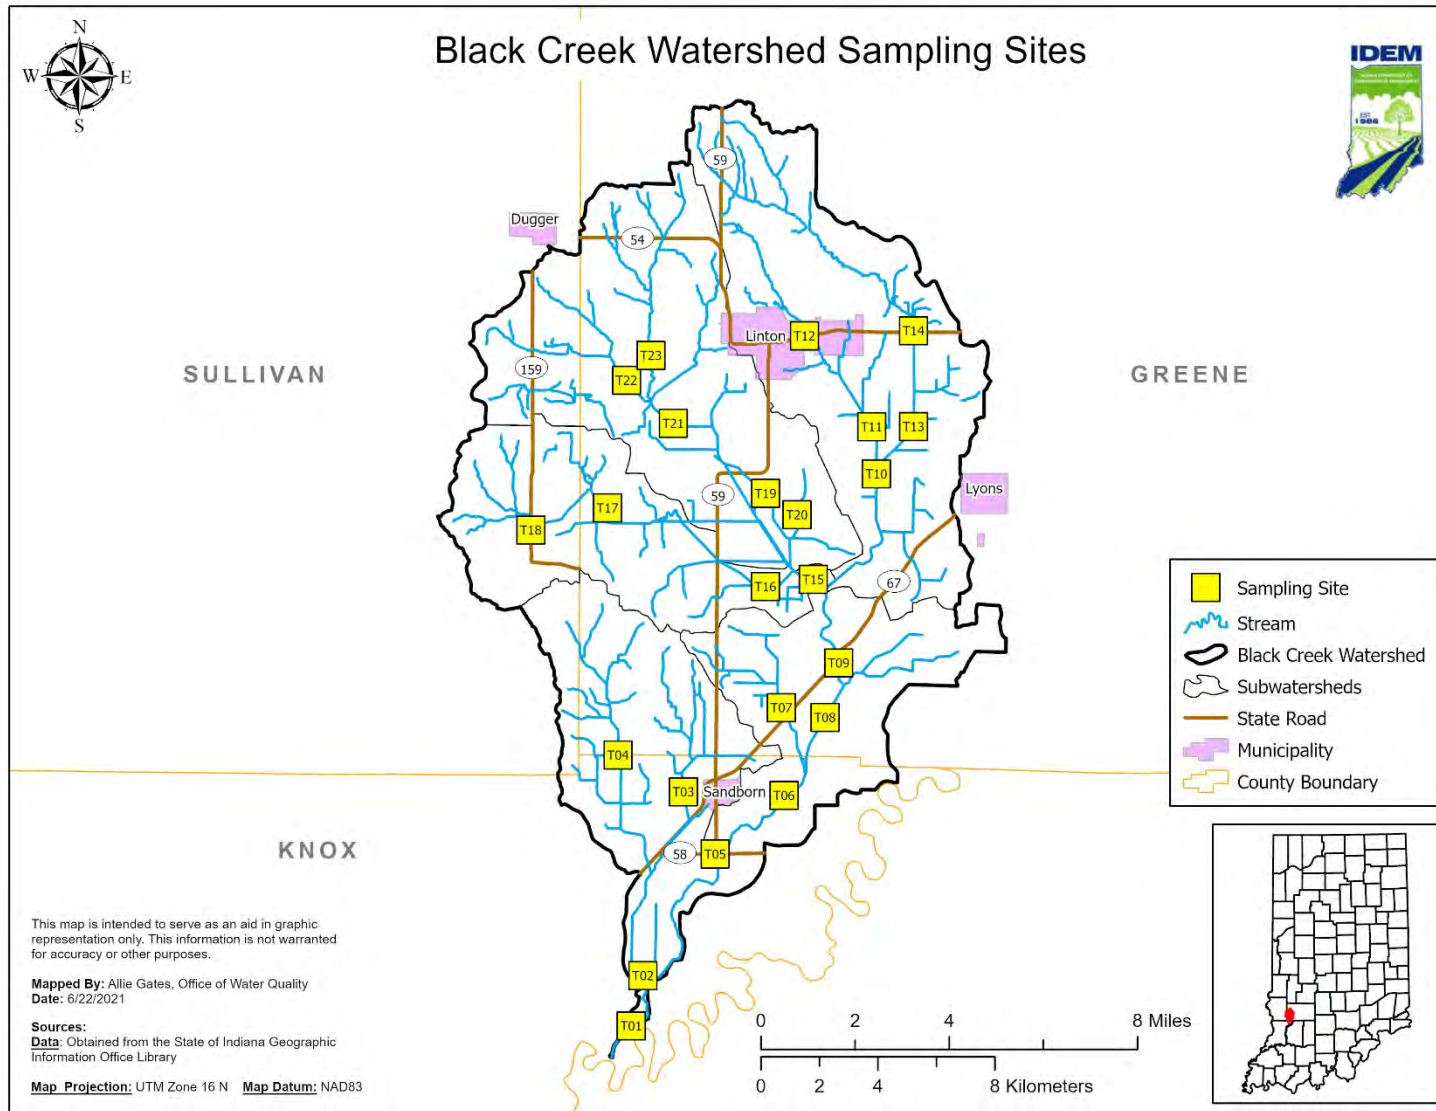 Black Creek Watershed Sampling Sites
N
W
E
S
IDEM
EST
1986
59
Dugger
54
Linton
T12
T14
T23
159
T22
SULLIVAN
GREENE
T21
T11
T13
T10
59
T19
Lyons
T17
T20
T18
T16
T15
67
T09
T07
T08
T04
T03
Sandborn
T06
58
T05
KNOX
T02
T01
Sampling Site
Stream
Black Creek Watershed
Subwatersheds
State Road
Municipality
County Boundary
This map is intended to serve as an aid in graphic
representation only. This information is not warranted
for accuracy or other purposes.
Mapped By: Allie Gates, Office of Water Quality
Date: 6/22/2021
Sources:
Data: Obtained from the State of Indiana Geographic
Information Office Library
Map Projection: UTM Zone 16 N Map Datum: NAD83
0 2 4 8 Miles
0 2 4 8 Kilometers